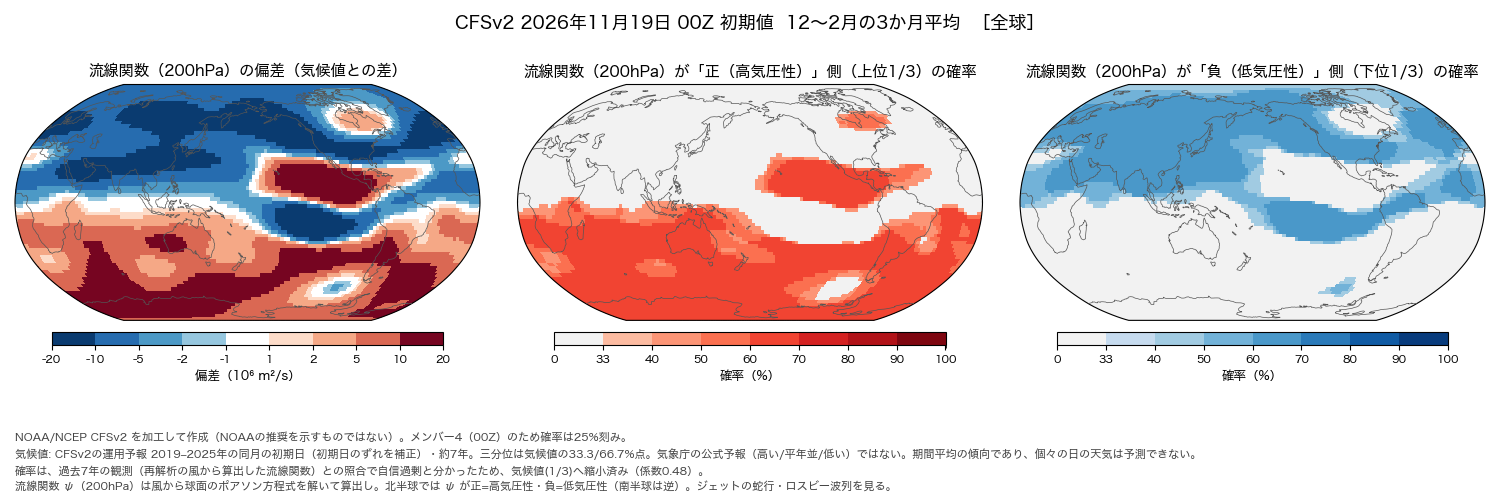 CFSv2 2026年11月19日 00Z 初期値  12～2月の3か月平均  ［全球］
流線関数（200hPa）の偏差（気候値との差）
流線関数（200hPa）が「正（高気圧性）」側（上位1/3）の確率
流線関数（200hPa）が「負（低気圧性）」側（下位1/3）の確率
-20 -10 -5 -2 -1 1 2 5 10 20
偏差（10⁶ m²/s）
0 33 40 50 60 70 80 90 100
確率（%）
0 33 40 50 60 70 80 90 100
確率（%）
NOAA/NCEP CFSv2 を加工して作成（NOAAの推奨を示すものではない）。メンバー4（00Z）のため確率は25%刻み。
気候値: CFSv2の運用予報 2019–2025年の同月の初期日（初期日のずれを補正）・約7年。三分位は気候値の33.3/66.7%点。気象庁の公式予報（高い/平年並/低い）ではない。期間平均の傾向であり、個々の日の天気は予測できない。
確率は、過去7年の観測（再解析の風から算出した流線関数）との照合で自信過剰と分かったため、気候値(1/3)へ縮小済み（係数0.48）。
流線関数 ψ（200hPa）は風から球面のポアソン方程式を解いて算出し。北半球では ψ が正=高気圧性・負=低気圧性（南半球は逆）。ジェットの蛇行・ロスビー波列を見る。